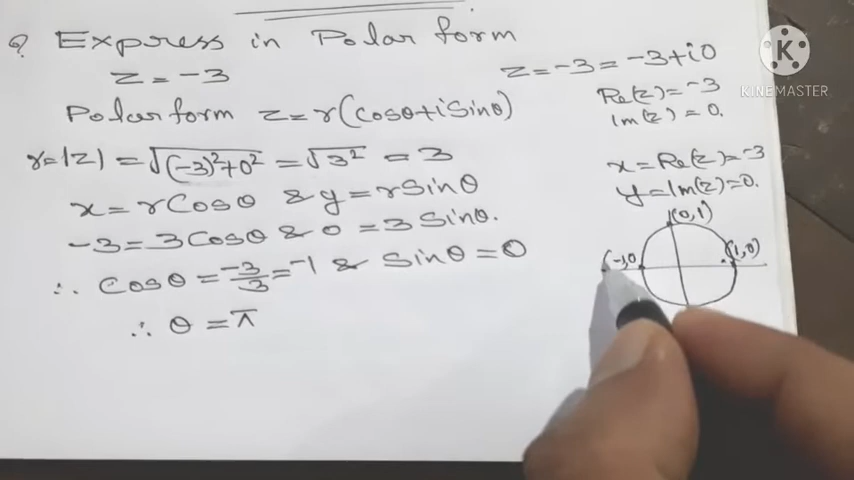 ? Express in Polar form
z = -3
z = -3 = -3+i0
Re(z) = -3
Im(z) = 0.
Polar form z = r(cosθ+i sinθ)
r=|z| = √(-3)²+0² = √3² = 3
x = Re(z) = -3
y = Im(z) = 0.
x = r cosθ & y = r sinθ
-3 = 3 cosθ & 0 = 3 sinθ.
∴ cosθ = -3/3 = -1 & sinθ = 0
∴ θ = π
(0,1)
(1,0)
(-1,0
KINEMASTER